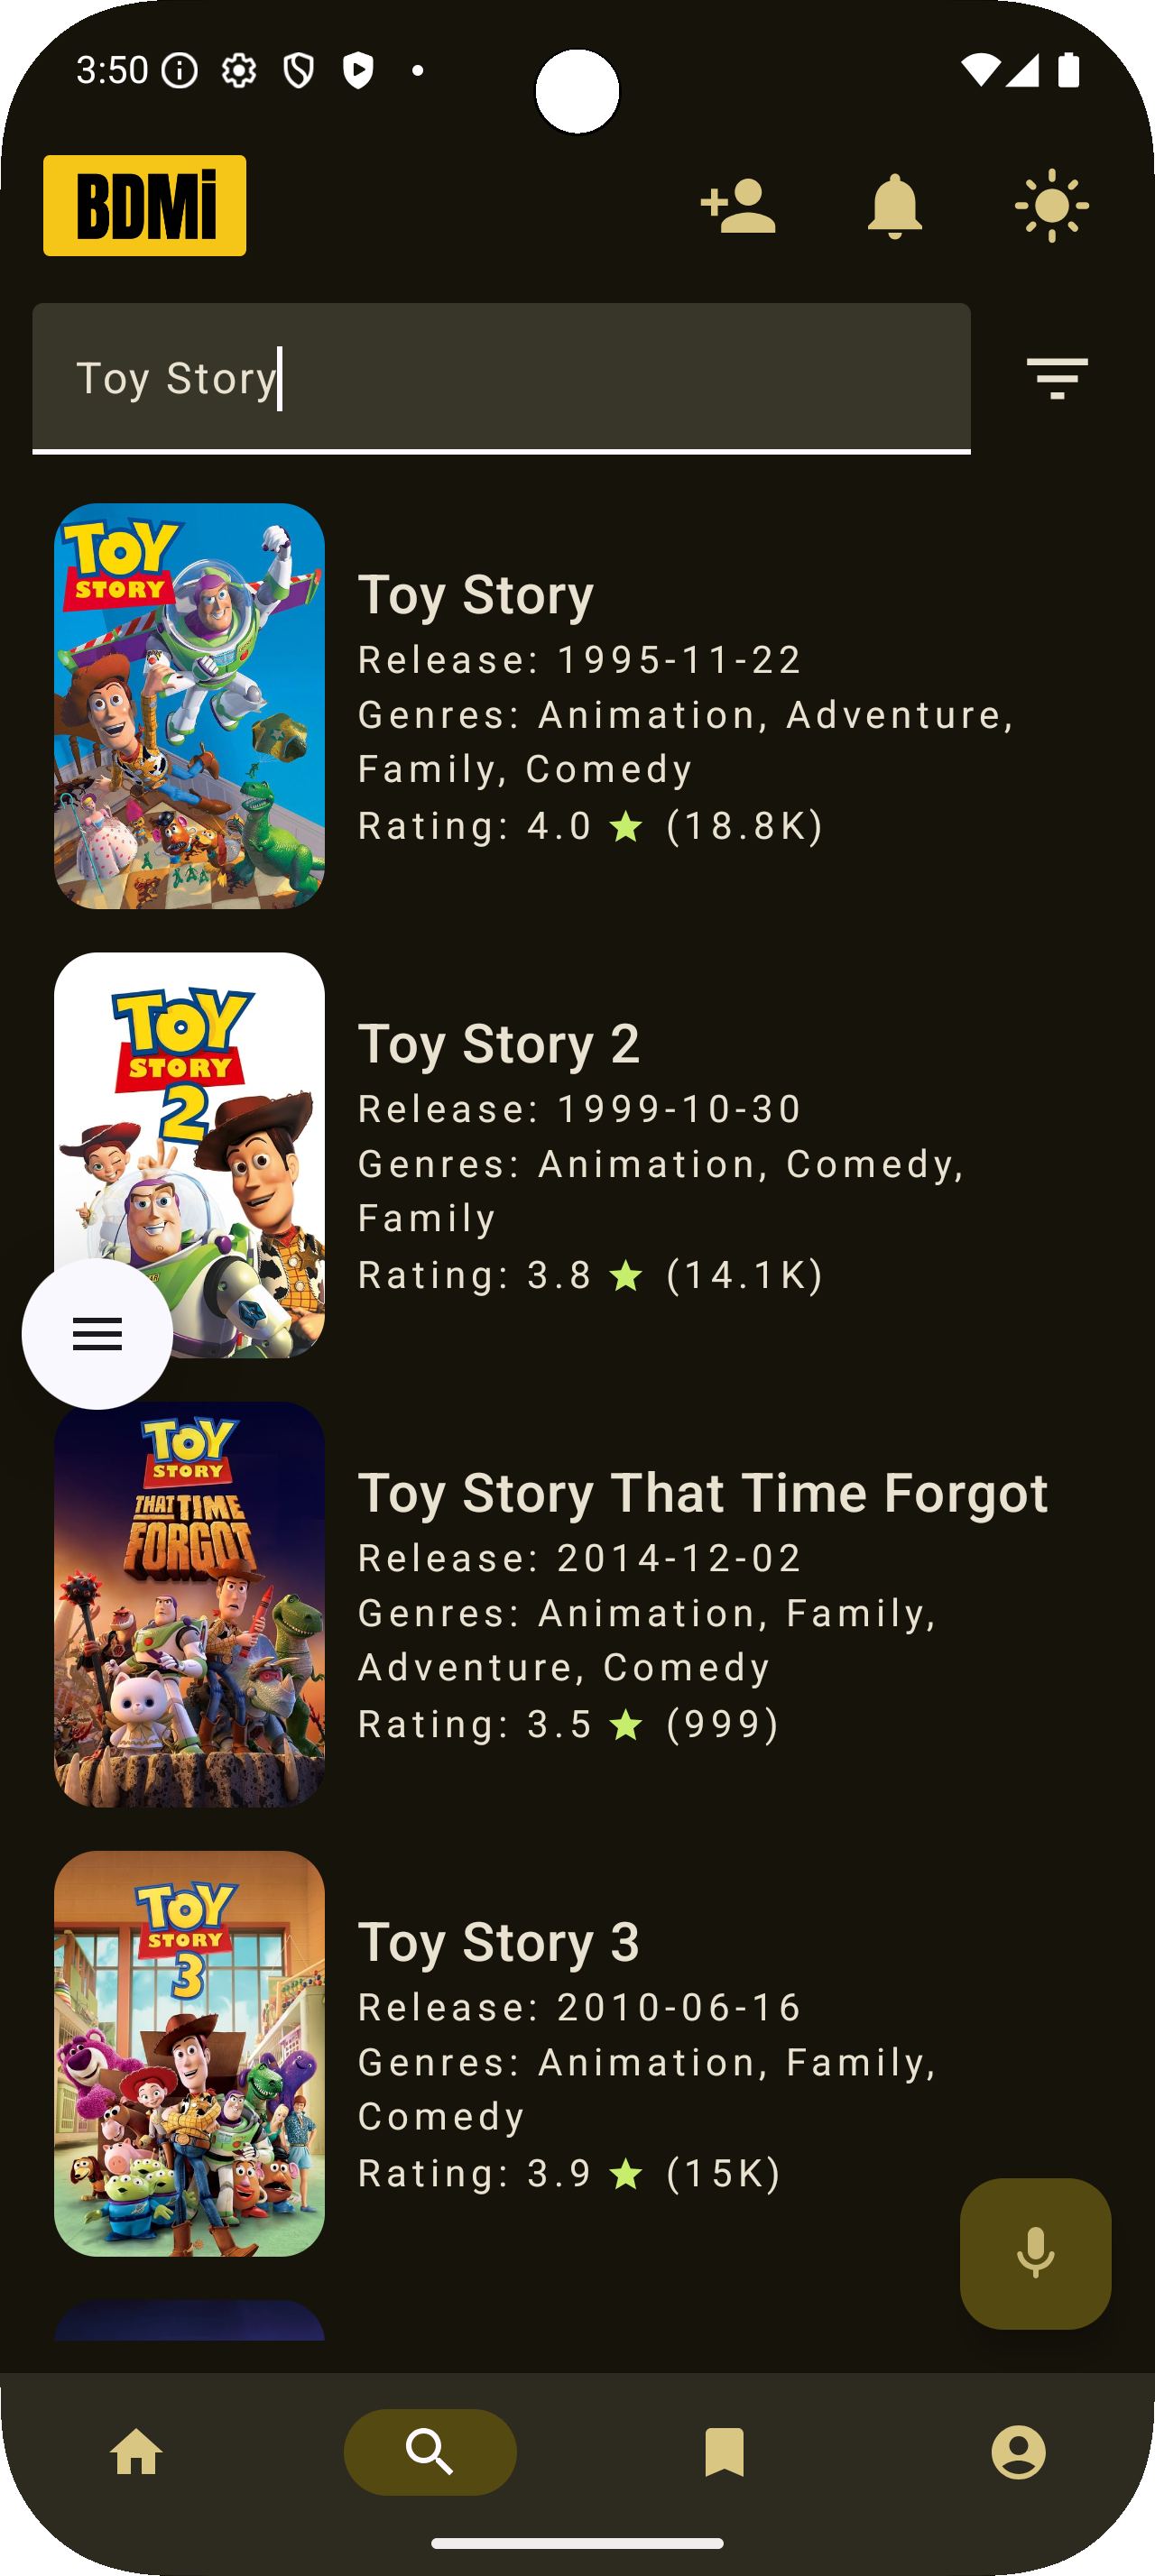 3:50
BDMi
Toy Story
TOY
STORY
Toy Story
Release: 1995-11-22
Genres: Animation, Adventure,
Family, Comedy
Rating: 4.0 ★ (18.8K)
TOY
STORY
2
Toy Story 2
Release: 1999-10-30
Genres: Animation, Comedy,
Family
Rating: 3.8 ★ (14.1K)
TOY
STORY
THAT TIME
FORGOT
Toy Story That Time Forgot
Release: 2014-12-02
Genres: Animation, Family,
Adventure, Comedy
Rating: 3.5 ★ (999)
TOY
STORY
3
Toy Story 3
Release: 2010-06-16
Genres: Animation, Family,
Comedy
Rating: 3.9 ★ (15K)